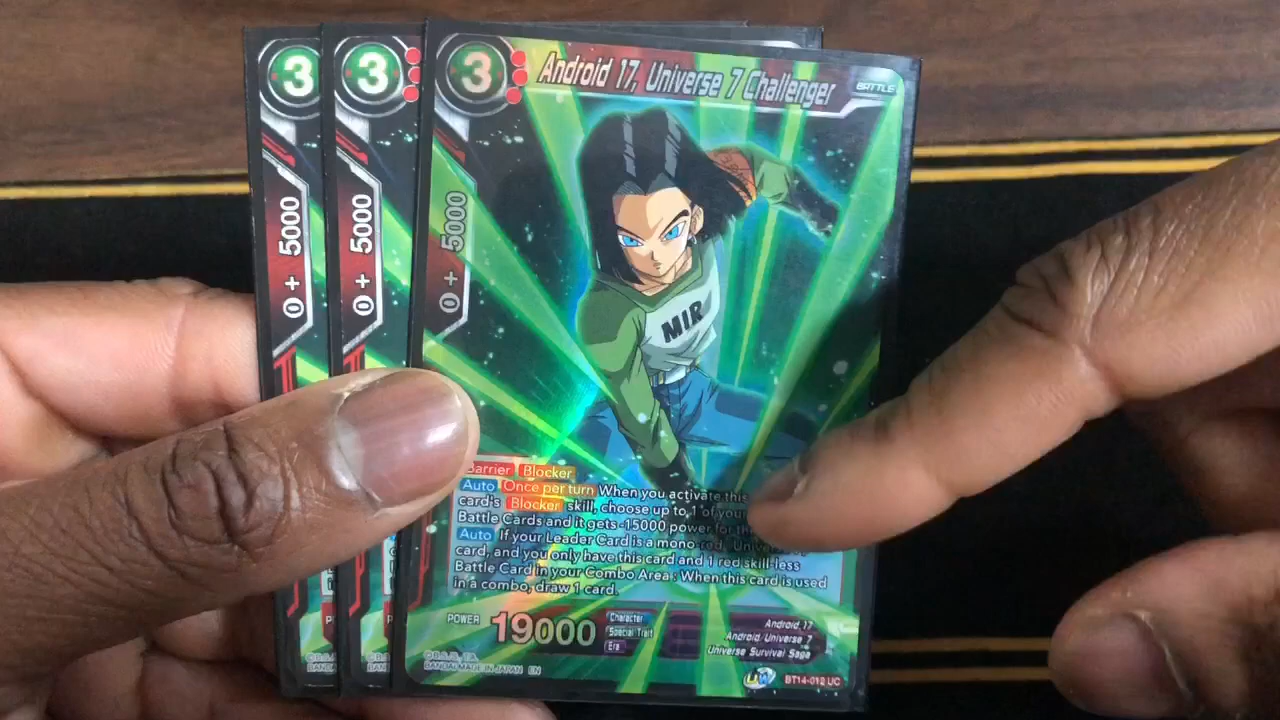 3
3
3
Android 17, Universe 7 Challenger
BATTLE
0 + 5000
0 + 5000
0 + 5000
MIR
Barrier Blocker
Auto Once per turn When you activate this
card's Blocker skill, choose up to 1 of your
Battle Cards and it gets -15000 power for
Auto If your Leader Card is a mono-red,
card, and you only have this card and 1 red skill-less
Battle Card in your Combo Area : When this card is used
in a combo, draw 1 card.
POWER 19000
Character Android 17
Special Trait Android/Universe 7
Era Universe Survival Saga
BANDAI MADE IN JAPAN EN
BT14-012 UC